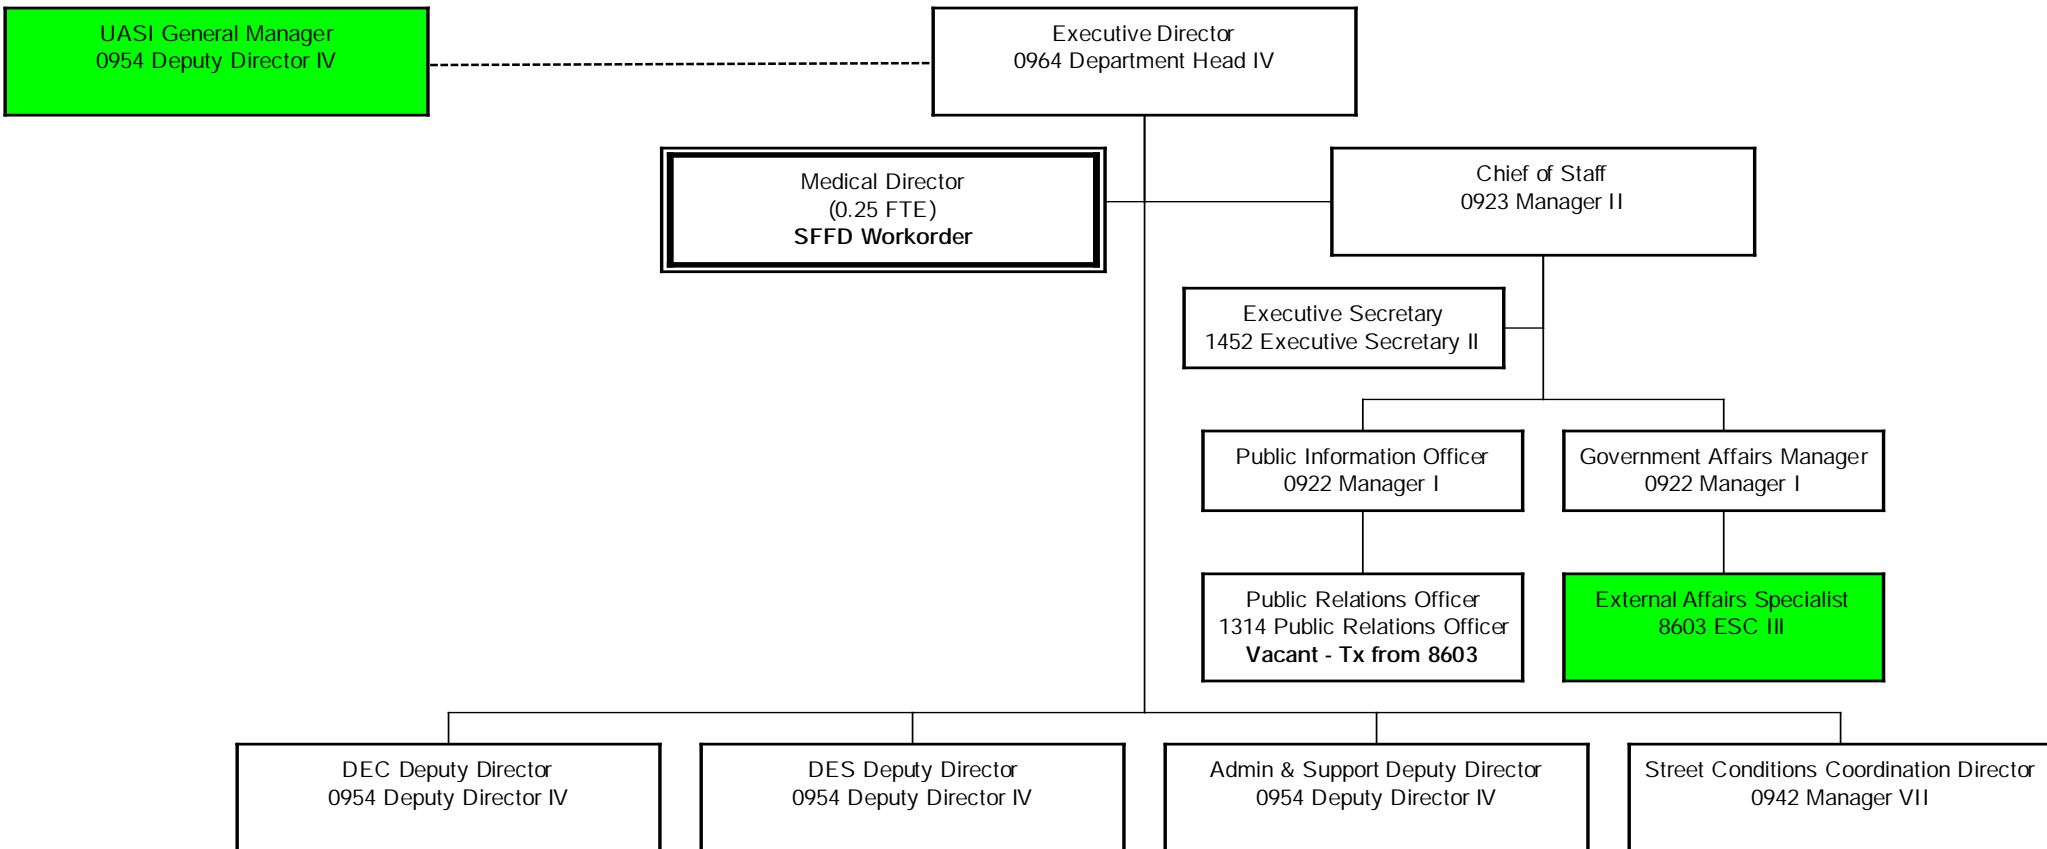 UASI General Manager
0954 Deputy Director IV
Executive Director
0964 Department Head IV
Medical Director
(0.25 FTE)
SFFD Workorder
Chief of Staff
0923 Manager II
Executive Secretary
1452 Executive Secretary II
Public Information Officer
0922 Manager I
Government Affairs Manager
0922 Manager I
Public Relations Officer
1314 Public Relations Officer
Vacant - Tx from 8603
External Affairs Specialist
8603 ESC III
DEC Deputy Director
0954 Deputy Director IV
DES Deputy Director
0954 Deputy Director IV
Admin & Support Deputy Director
0954 Deputy Director IV
Street Conditions Coordination Director
0942 Manager VII